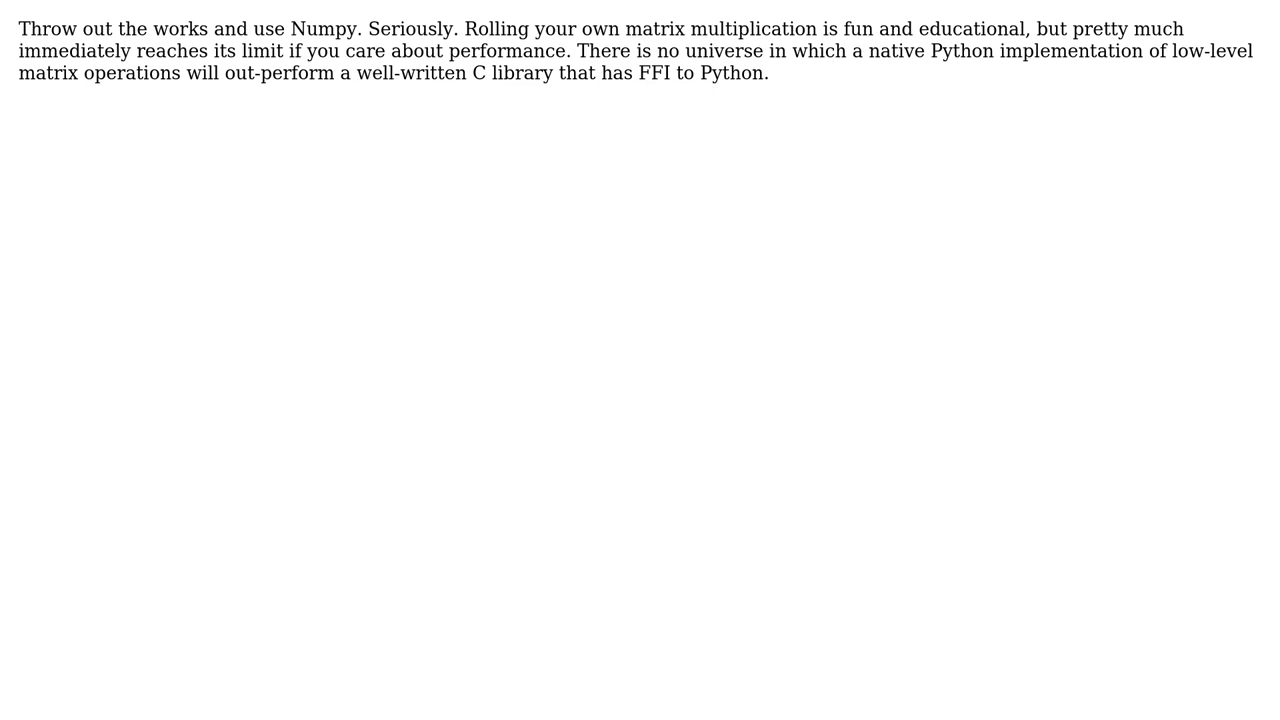 Throw out the works and use Numpy. Seriously. Rolling your own matrix multiplication is fun and educational, but pretty much
immediately reaches its limit if you care about performance. There is no universe in which a native Python implementation of low-level
matrix operations will out-perform a well-written C library that has FFI to Python.